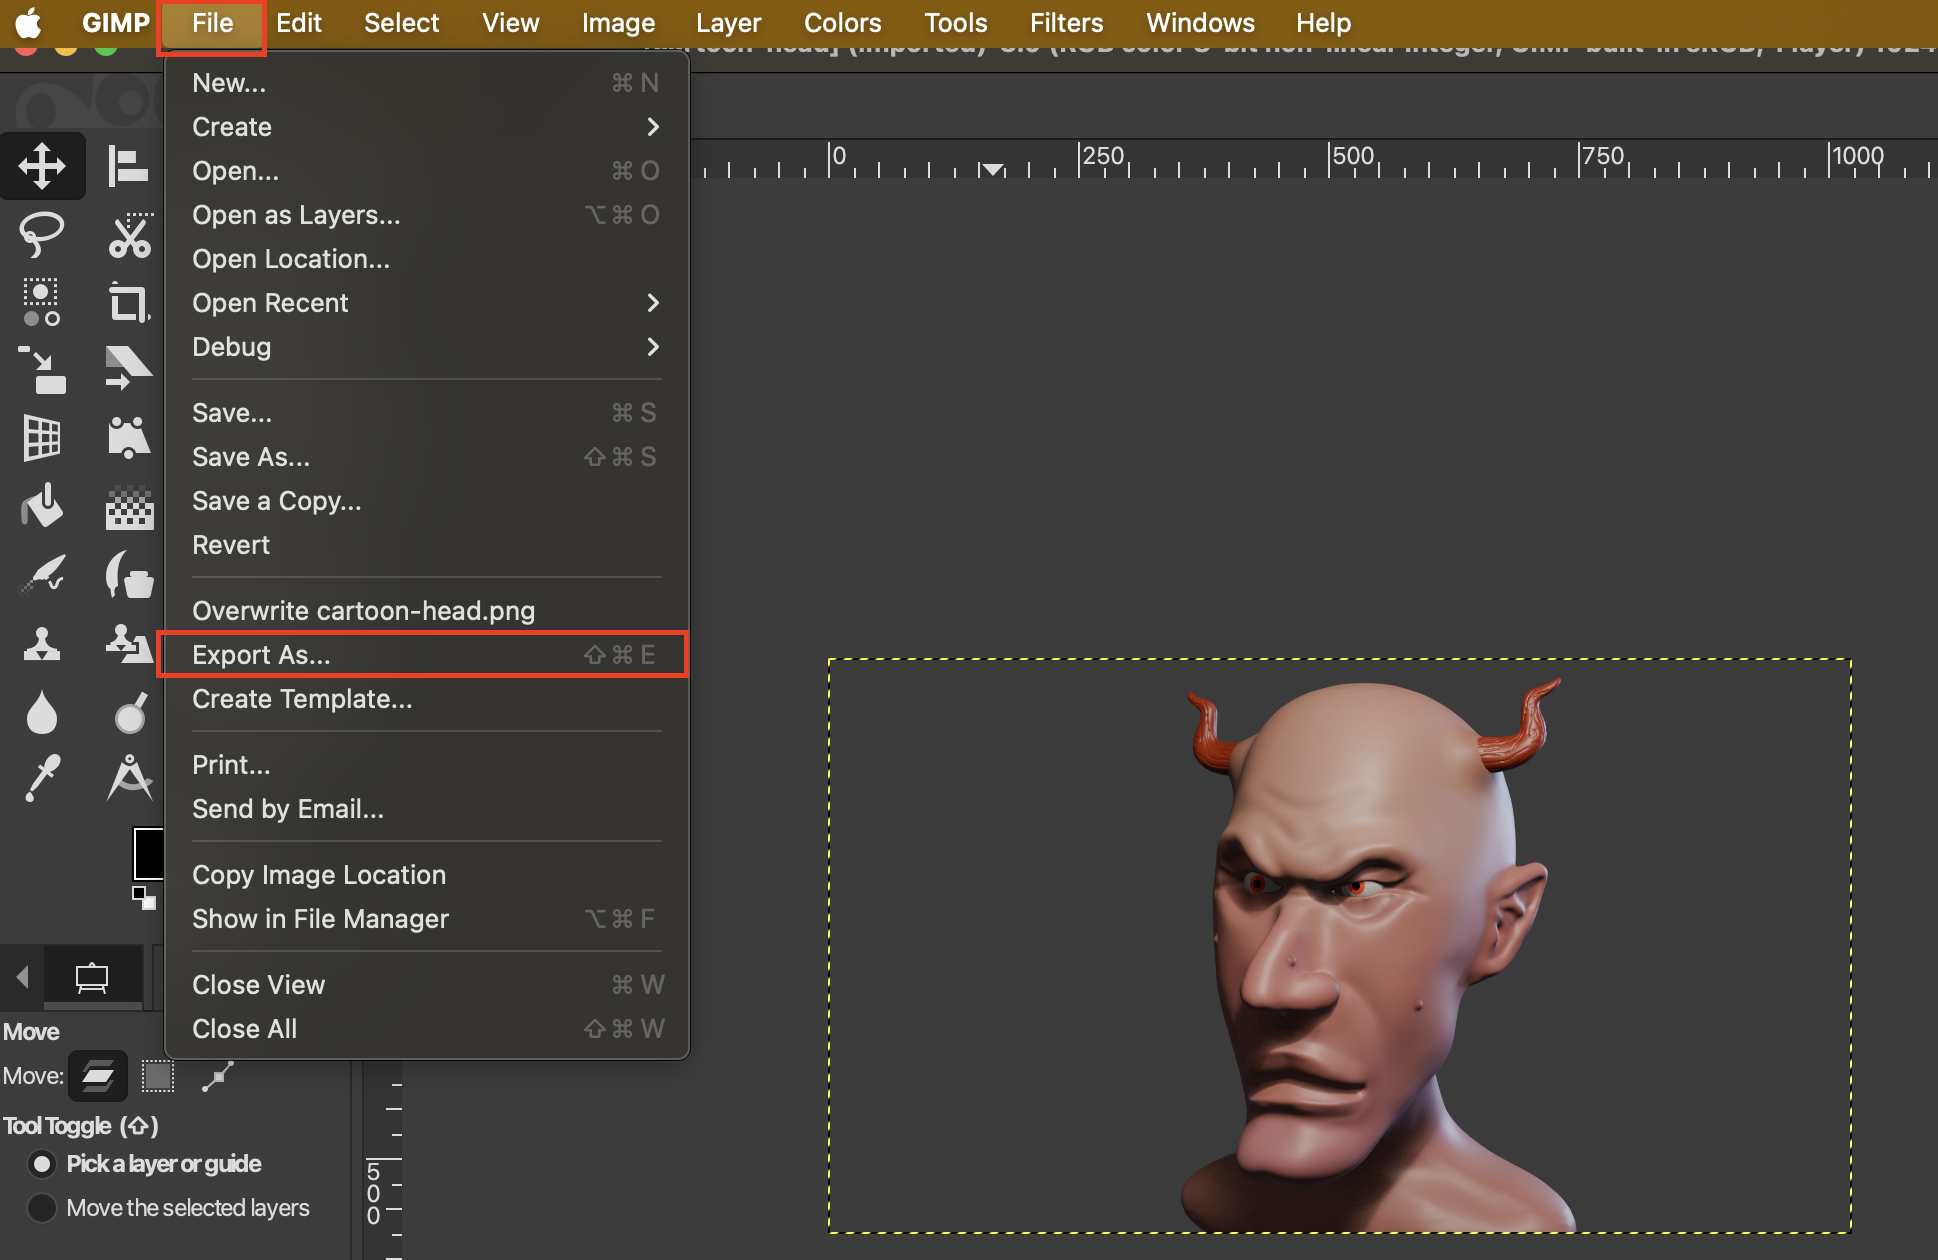 GIMP File Edit Select View Image Layer Colors Tools Filters Windows Help
New... ⌘ N
Create
Open... ⌘ O
Open as Layers... ⌥ ⌘ O
Open Location...
Open Recent
Debug
Save... ⌘ S
Save As... ⇧ ⌘ S
Save a Copy...
Revert
Overwrite cartoon-head.png
Export As... ⇧ ⌘ E
Create Template...
Print...
Send by Email...
Copy Image Location
Show in File Manager ⌥ ⌘ F
Close View ⌘ W
Close All ⇧ ⌘ W
0 250 500 750 1000
Move
Move:
Tool Toggle (⇧)
Pick a layer or guide
Move the selected layers
500